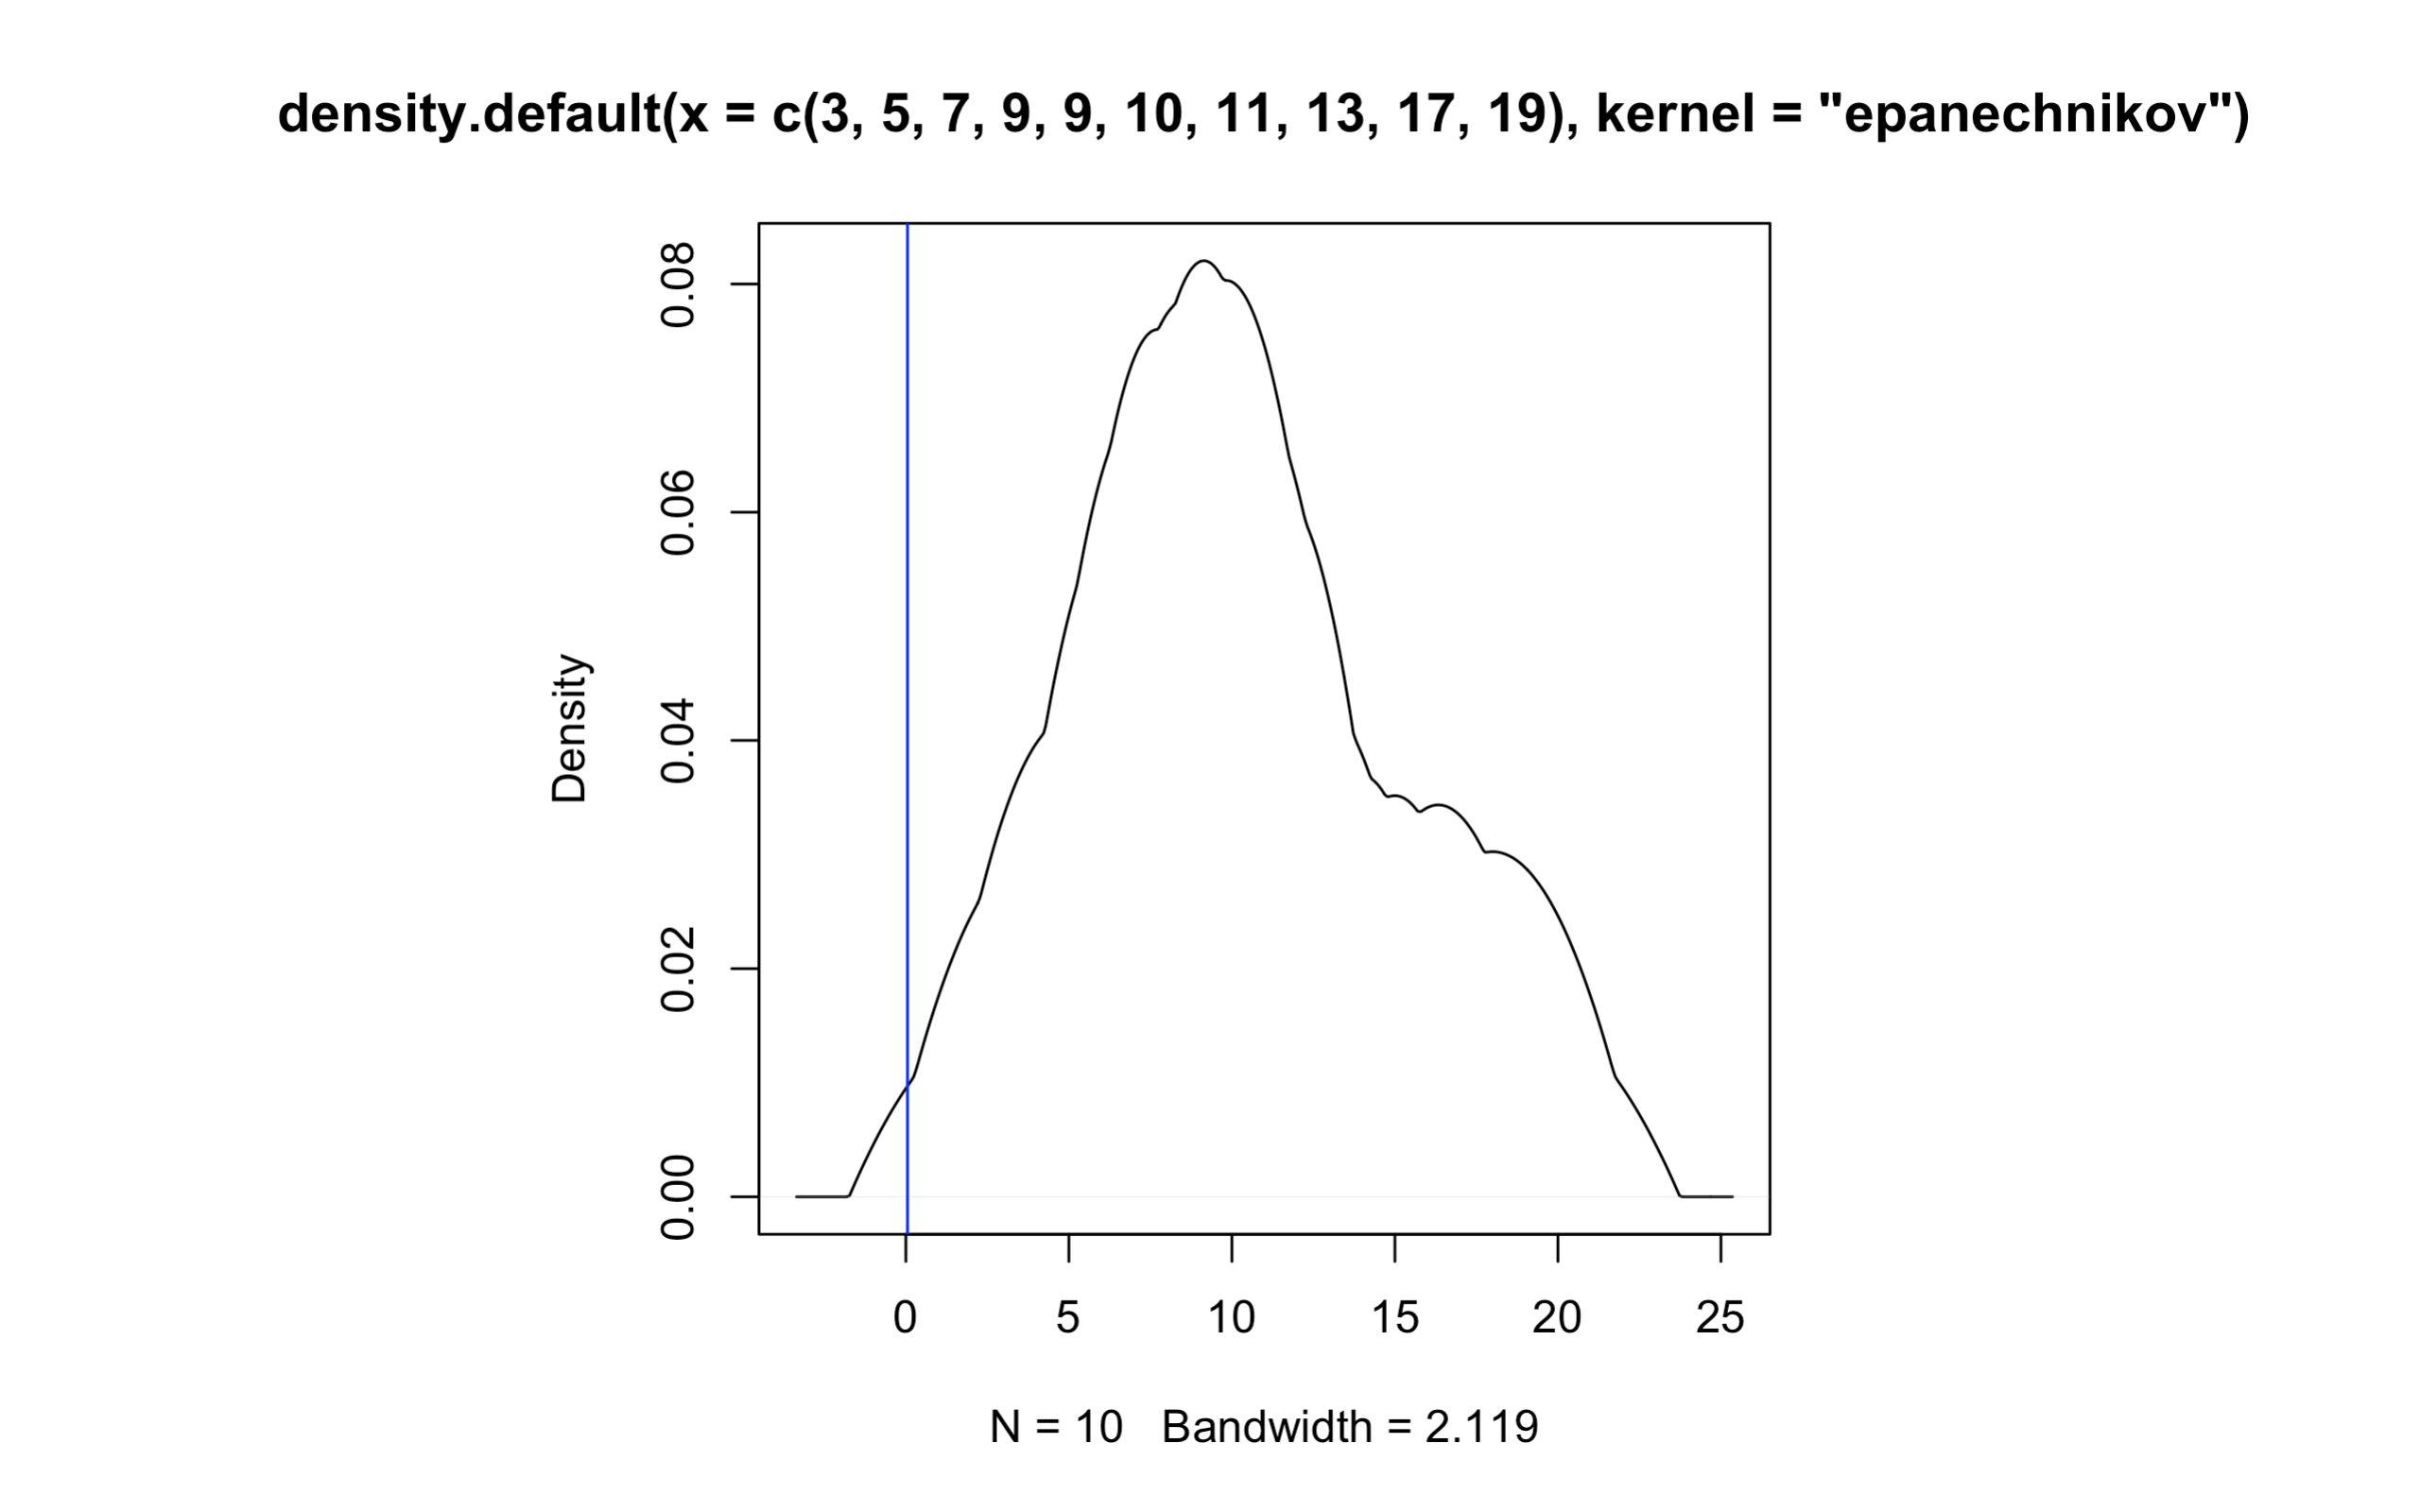 density.default(x = c(3, 5, 7, 9, 9, 10, 11, 13, 17, 19), kernel = "epanechnikov")
Density
0.08
0.06
0.04
0.02
0.00
0 5 10 15 20 25
N = 10 Bandwidth = 2.119